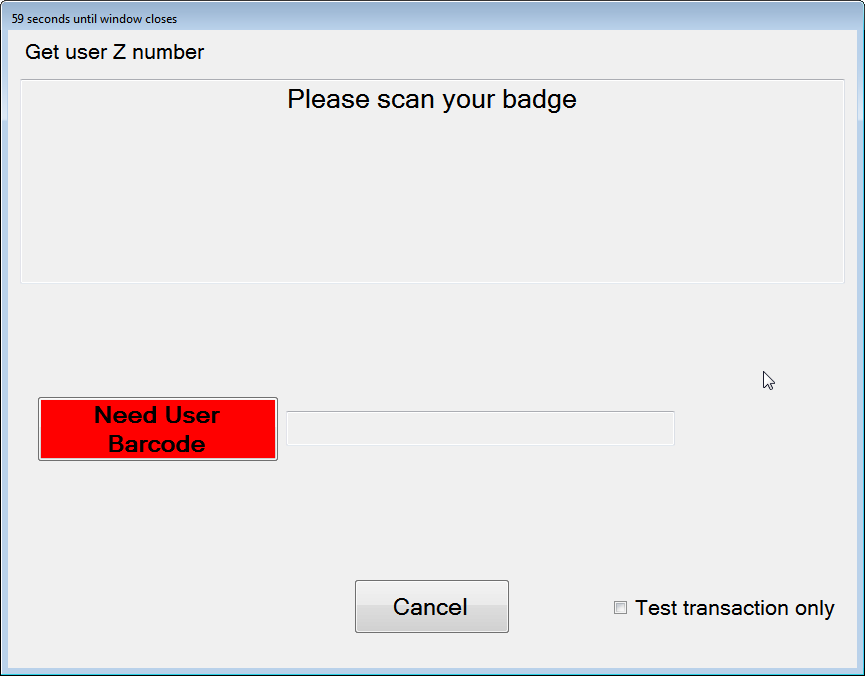 59 seconds until window closes
Get user Z number
Please scan your badge
Need User
Barcode
Cancel
Test transaction only